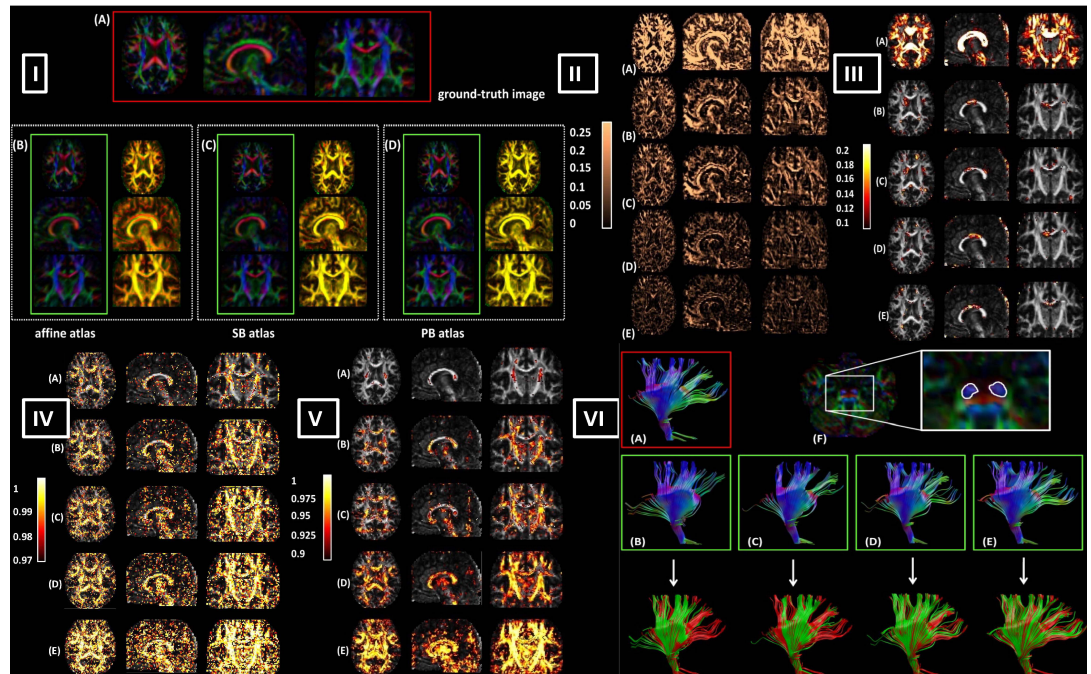 I
(A)
ground-truth image
(B)
(C)
(D)
affine atlas
SB atlas
PB atlas
II
0.25
0.2
0.15
0.1
0.05
0
(A)
(B)
(C)
(D)
(E)
III
0.2
0.18
0.16
0.14
0.12
0.1
(A)
(B)
(C)
(D)
(E)
IV
1
0.99
0.98
0.97
(A)
(B)
(C)
(D)
(E)
V
1
0.975
0.95
0.925
0.9
(A)
(B)
(C)
(D)
(E)
VI
(A)
(F)
(B)
(C)
(D)
(E)